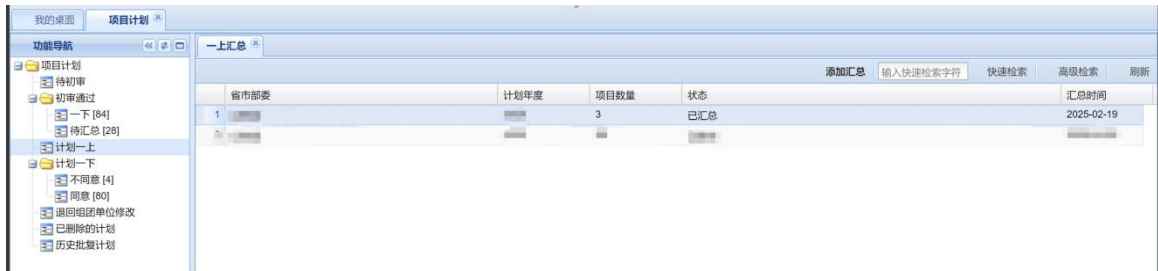 我的桌面 项目计划
功能导航 一上汇总
项目计划
待初审
初审通过
一下 [84]
待汇总 [28]
计划一上
计划一下
不同意 [4]
同意 [80]
退回组团单位修改
已删除的计划
历史批复计划
添加汇总 输入快速检索字符 快速检索 高级检索 刷新
省市部委 计划年度 项目数量 状态 汇总时间
1 3 已汇总 2025-02-19